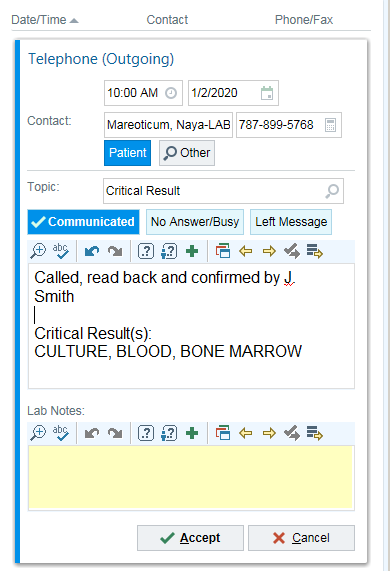 Date/Time Contact Phone/Fax
Telephone (Outgoing)
10:00 AM 1/2/2020
Contact: Mareoticum, Naya-LAB 787-899-5768
Patient Other
Topic: Critical Result
Communicated No Answer/Busy Left Message
abc
Called, read back and confirmed by J.
Smith
Critical Result(s):
CULTURE, BLOOD, BONE MARROW
Lab Notes:
abc
Accept Cancel